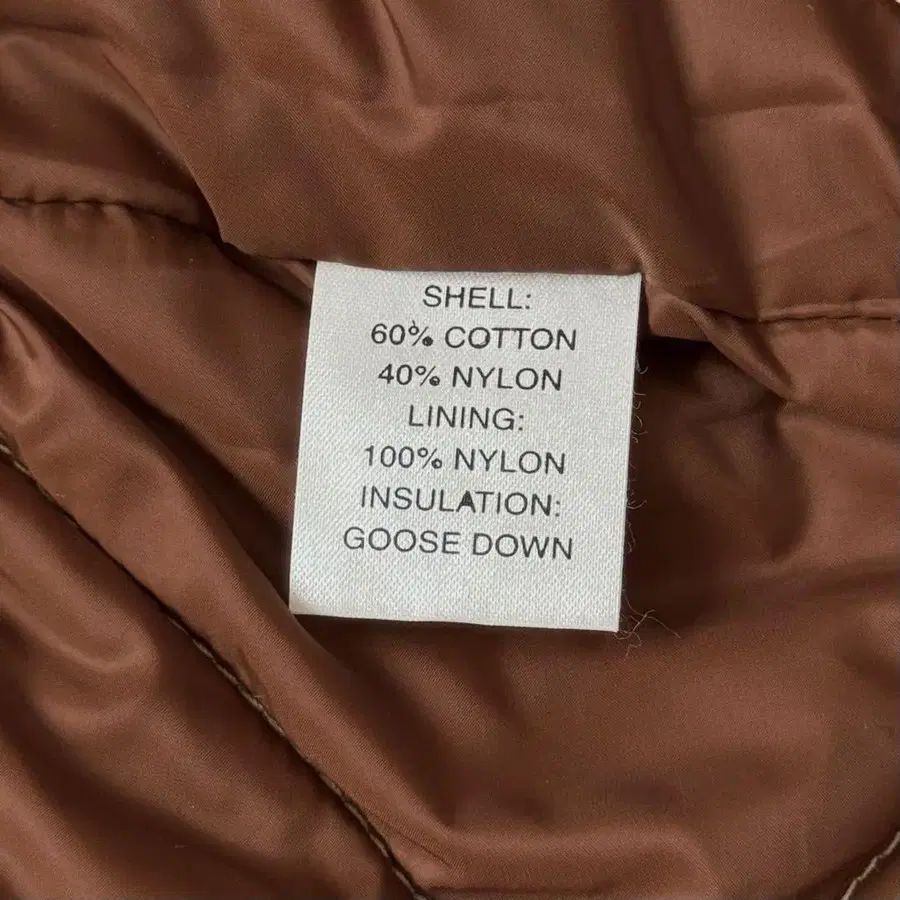 SHELL:
60% COTTON
40% NYLON
LINING:
100% NYLON
INSULATION:
GOOSE DOWN